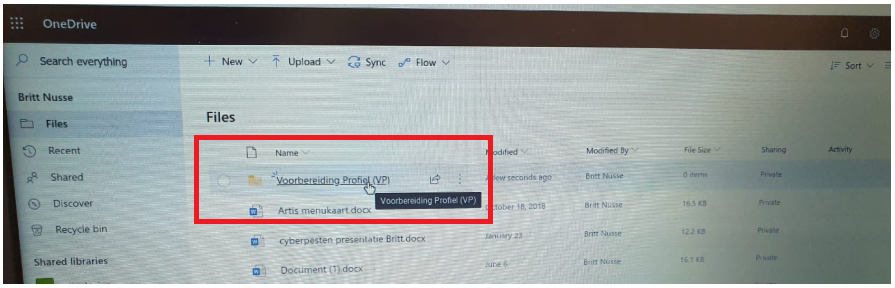 OneDrive
Search everything
New Upload Sync Flow Sort
Britt Nusse
Files
Recent
Shared
Discover
Recycle bin
Shared libraries
Files
Name Modified Modified By File Size Sharing Activity
Voorbereiding Profiel (VP) A few seconds ago Britt Nusse 0 items Private
Voorbereiding Profiel (VP)
Artis menukaart.docx October 18, 2018 Britt Nusse 16.5 KB Private
cyberpesten presentatie Britt.docx January 23 Britt Nusse 12.2 KB Private
Document (1).docx June 6 Britt Nusse 16.1 KB Private